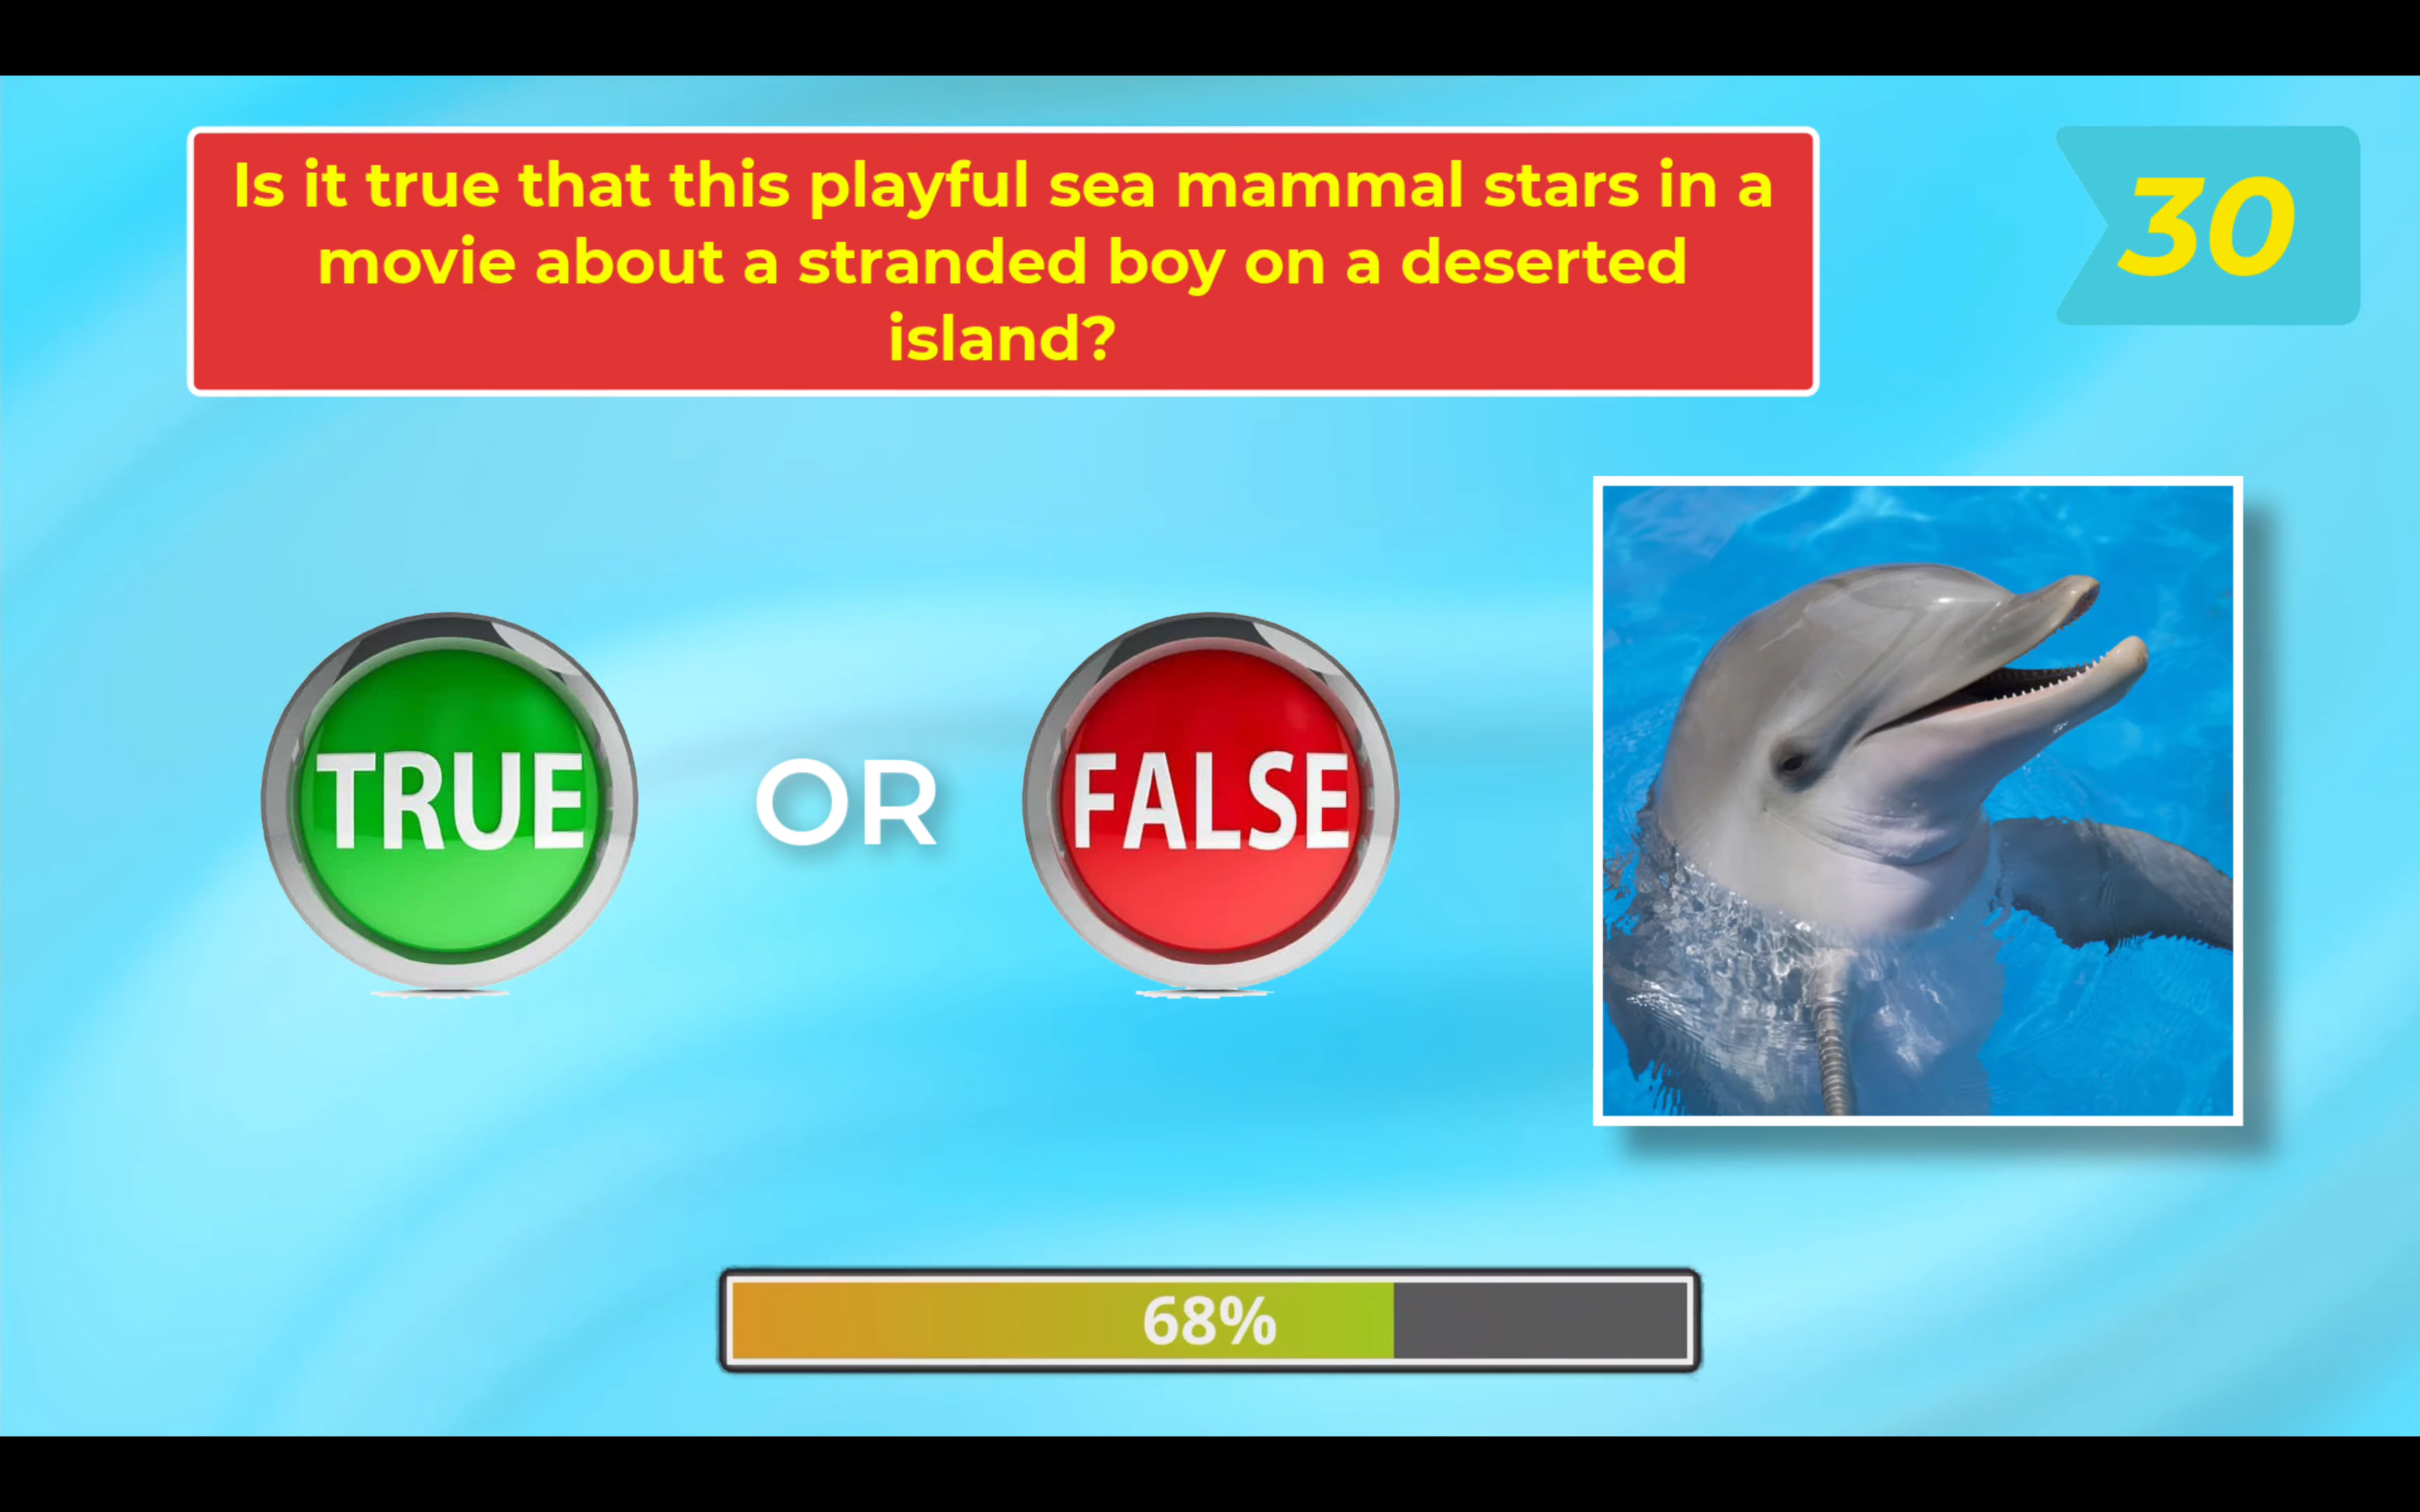 Is it true that this playful sea mammal stars in a
movie about a stranded boy on a deserted
island?
30
TRUE
OR
FALSE
68%